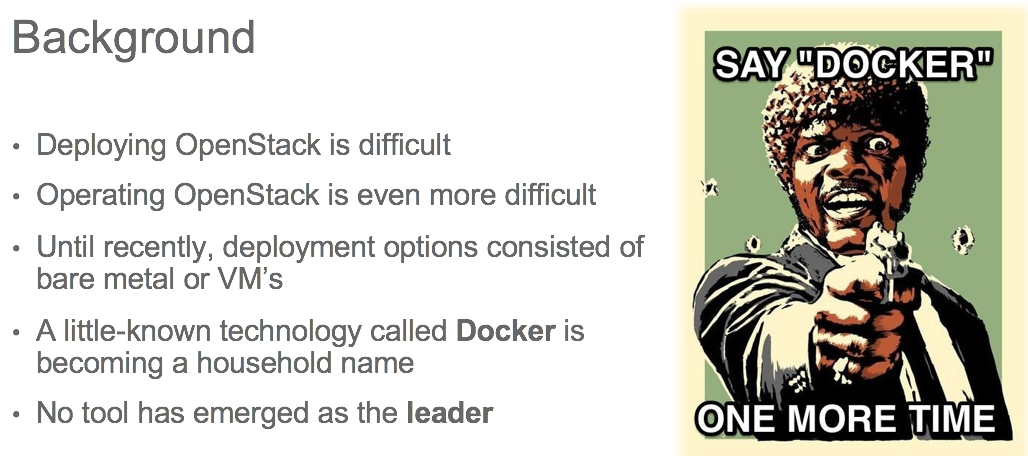 Background
• Deploying OpenStack is difficult
• Operating OpenStack is even more difficult
• Until recently, deployment options consisted of
bare metal or VM’s
• A little-known technology called Docker is
becoming a household name
• No tool has emerged as the leader
SAY "DOCKER"
ONE MORE TIME